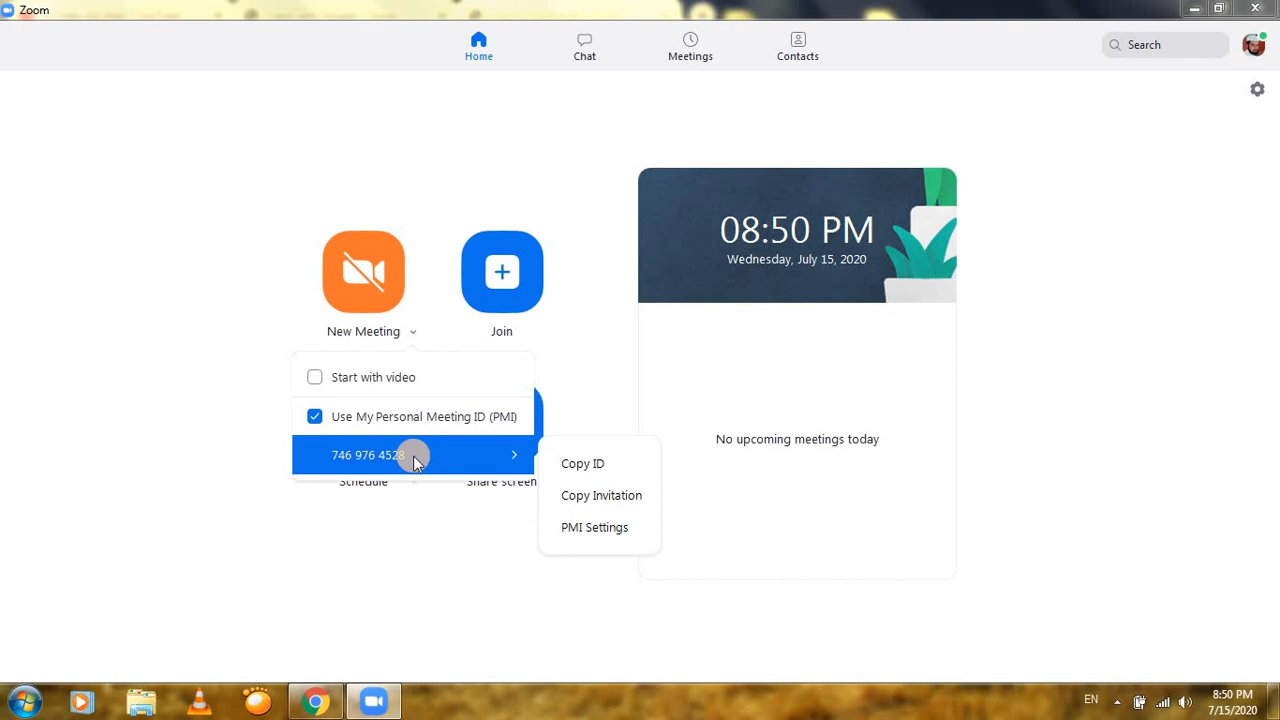 Zoom
Home
Chat
Meetings
Contacts
Search
08:50 PM
Wednesday, July 15, 2020
New Meeting
Join
Start with video
Use My Personal Meeting ID (PMI)
746 976 4528
Schedule
Share screen
Copy ID
Copy Invitation
PMI Settings
No upcoming meetings today
EN
8:50 PM
7/15/2020